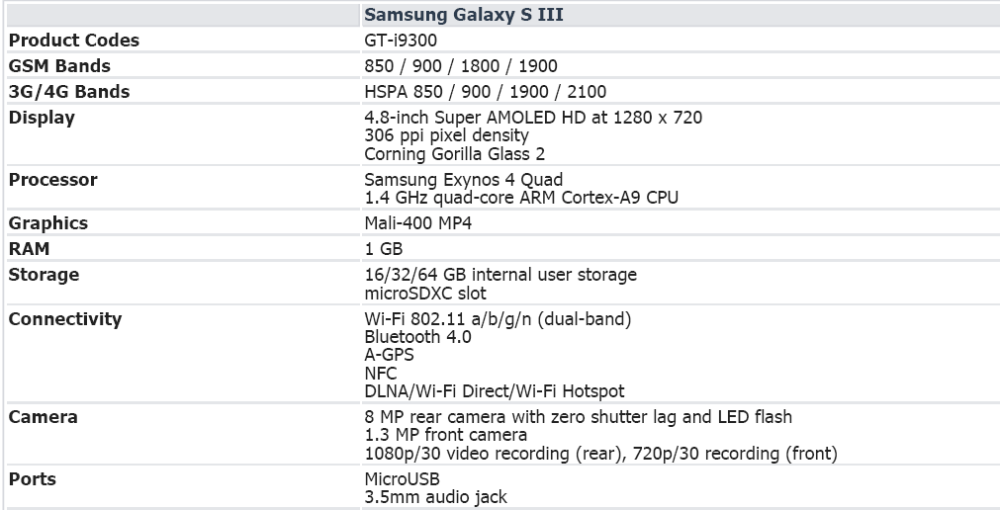 Samsung Galaxy S III
Product Codes GT-i9300
GSM Bands 850 / 900 / 1800 / 1900
3G/4G Bands HSPA 850 / 900 / 1900 / 2100
Display 4.8-inch Super AMOLED HD at 1280 x 720
306 ppi pixel density
Corning Gorilla Glass 2
Processor Samsung Exynos 4 Quad
1.4 GHz quad-core ARM Cortex-A9 CPU
Graphics Mali-400 MP4
RAM 1 GB
Storage 16/32/64 GB internal user storage
microSDXC slot
Connectivity Wi-Fi 802.11 a/b/g/n (dual-band)
Bluetooth 4.0
A-GPS
NFC
DLNA/Wi-Fi Direct/Wi-Fi Hotspot
Camera 8 MP rear camera with zero shutter lag and LED flash
1.3 MP front camera
1080p/30 video recording (rear), 720p/30 recording (front)
Ports MicroUSB
3.5mm audio jack